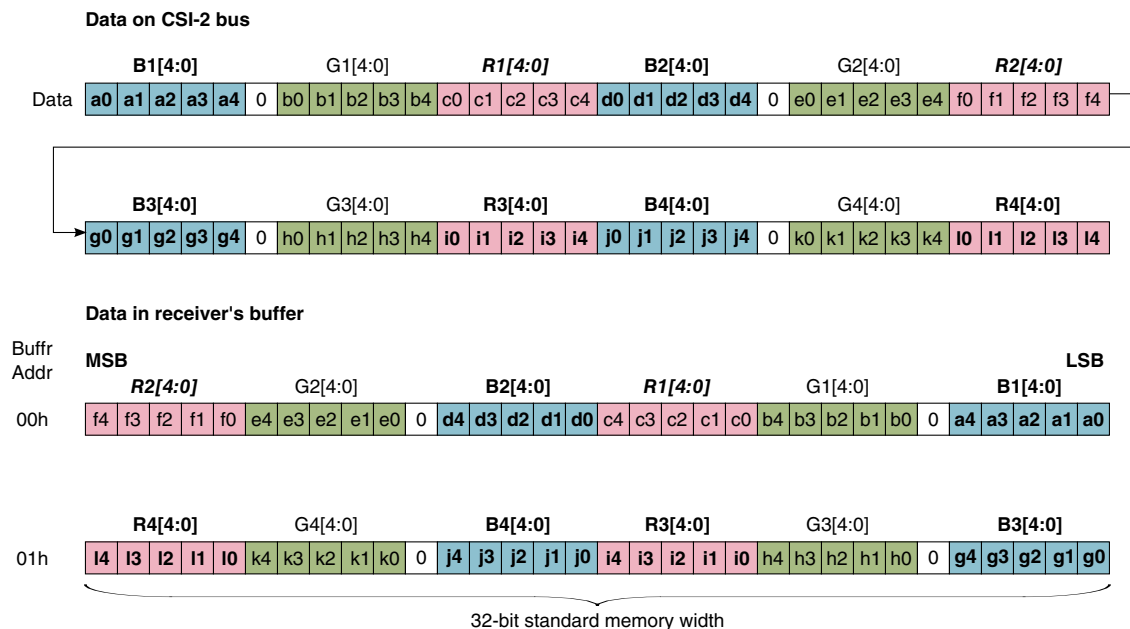 Data on CSI-2 bus
B1[4:0] G1[4:0] R1[4:0] B2[4:0] G2[4:0] R2[4:0]
Data a0 a1 a2 a3 a4 0 b0 b1 b2 b3 b4 c0 c1 c2 c3 c4 d0 d1 d2 d3 d4 0 e0 e1 e2 e3 e4 f0 f1 f2 f3 f4
B3[4:0] G3[4:0] R3[4:0] B4[4:0] G4[4:0] R4[4:0]
g0 g1 g2 g3 g4 0 h0 h1 h2 h3 h4 i0 i1 i2 i3 i4 j0 j1 j2 j3 j4 0 k0 k1 k2 k3 k4 l0 l1 l2 l3 l4
Data in receiver's buffer
Buffr
Addr
MSB LSB
R2[4:0] G2[4:0] B2[4:0] R1[4:0] G1[4:0] B1[4:0]
00h f4 f3 f2 f1 f0 e4 e3 e2 e1 e0 0 d4 d3 d2 d1 d0 c4 c3 c2 c1 c0 b4 b3 b2 b1 b0 0 a4 a3 a2 a1 a0
R4[4:0] G4[4:0] B4[4:0] R3[4:0] G3[4:0] B3[4:0]
01h l4 l3 l2 l1 l0 k4 k3 k2 k1 k0 0 j4 j3 j2 j1 j0 i4 i3 i2 i1 i0 h4 h3 h2 h1 h0 0 g4 g3 g2 g1 g0
32-bit standard memory width